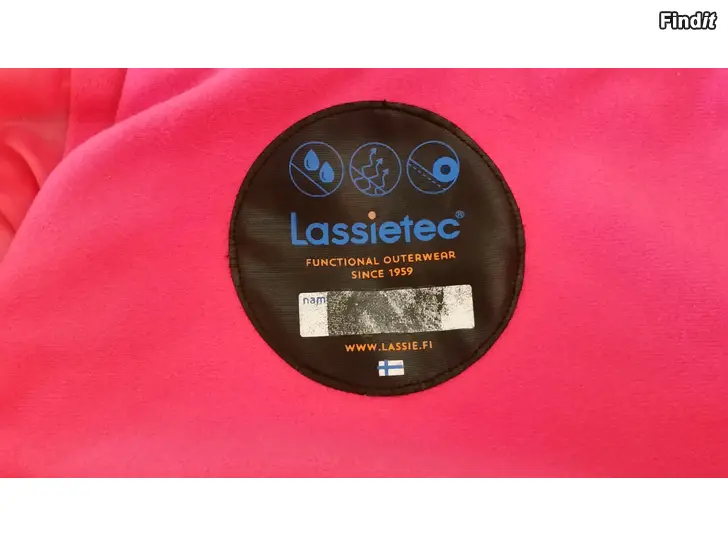 Findit
Lassietec®
FUNCTIONAL OUTERWEAR
SINCE 1959
WWW.LASSIE.FI